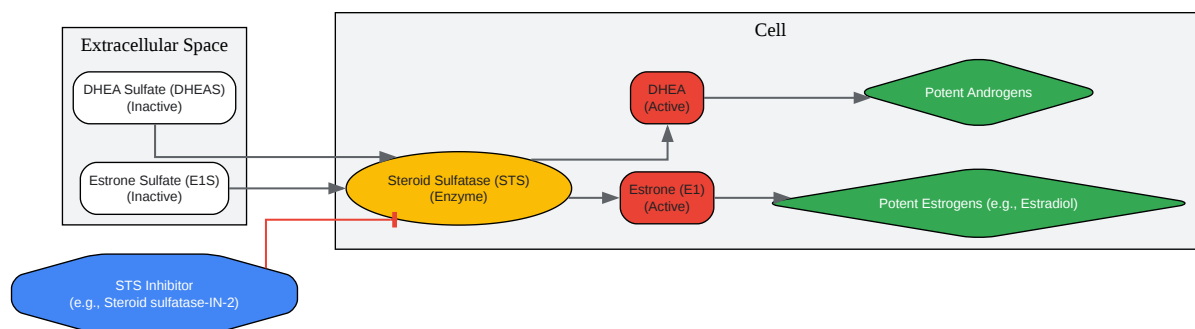 Extracellular Space
DHEA Sulfate (DHEAS)
(Inactive)
Estrone Sulfate (E1S)
(Inactive)
Cell
Steroid Sulfatase (STS)
(Enzyme)
DHEA
(Active)
Estrone (E1)
(Active)
Potent Androgens
Potent Estrogens (e.g., Estradiol)
STS Inhibitor
(e.g., Steroid sulfatase-IN-2)